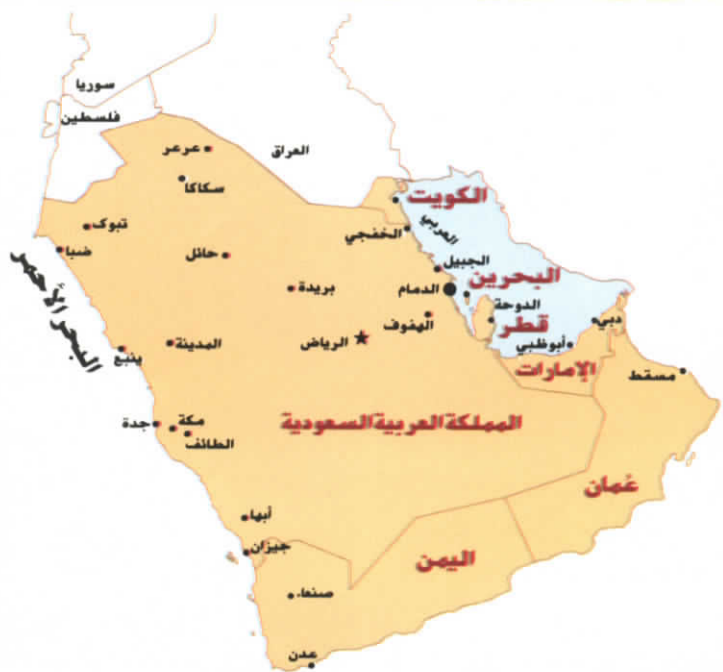 سوريا
فلسطين
العراق
عرعر
سكاكا
الكويت
تبوك
العربي
الخفجي
ضبا
حائل
الجبيل
البحرين
البحر الأحمر
بريدة
الدمام
الدوحة
الهفوف
قطر
دبي
المدينة
الرياض
أبوظبي
ينبع
الإمارات
مسقط
جدة
مكة
المملكة العربية السعودية
الطائف
عُمان
أبها
جيزان
اليمن
صنعاء
عدن